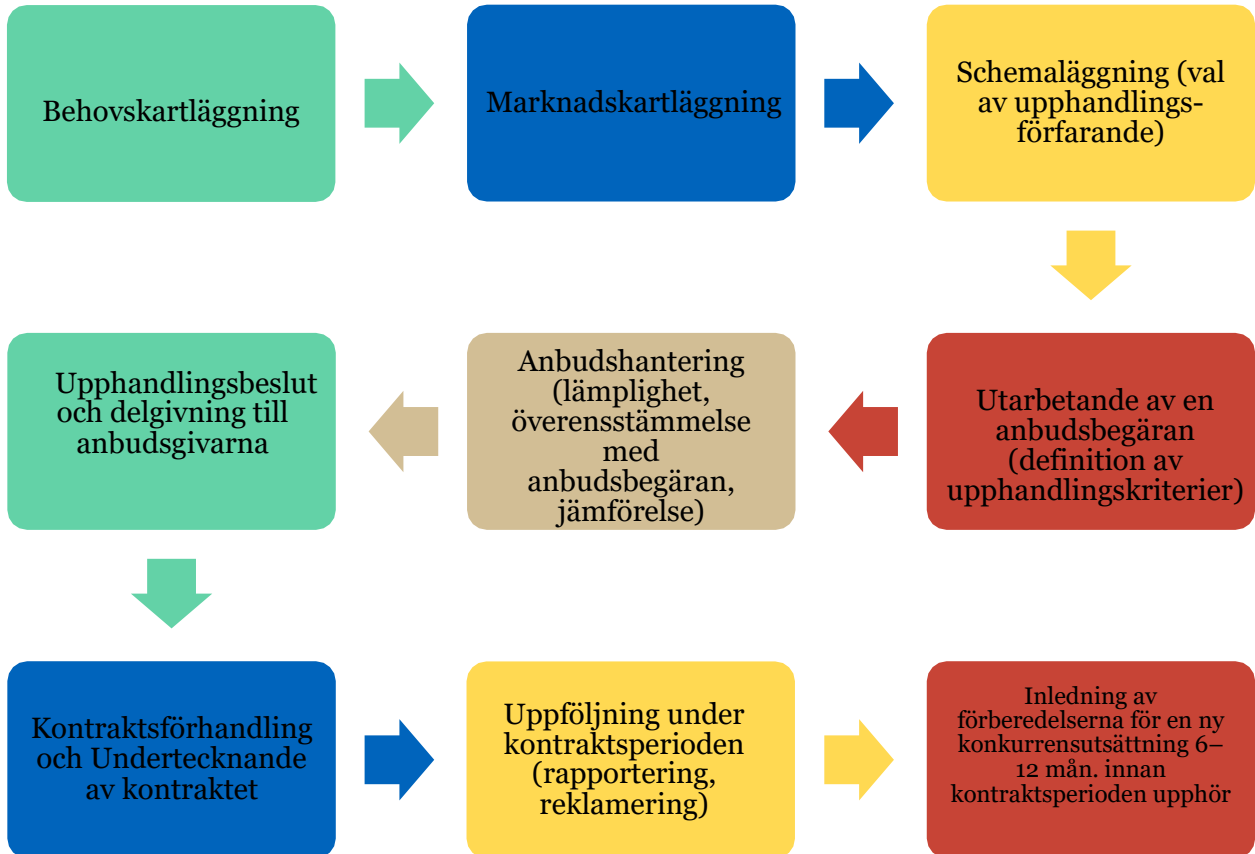 Behovskartläggning
Marknadskartläggning
Schemaläggning (val
av upphandlings-
förfarande)
Utarbetande av en
anbudsbegäran
(definition av
upphandlingskriterier)
Anbudshantering
(lämplighet,
överensstämmelse
med
anbudsbegäran,
jämförelse)
Upphandlingsbeslut
och delgivning till
anbudsgivarna
Kontraktsförhandling
och Undertecknande
av kontraktet
Uppföljning under
kontraktsperioden
(rapportering,
reklamering)
Inledning av
förberedelserna för en ny
konkurrensutsättning 6–
12 mån. innan
kontraktsperioden upphör